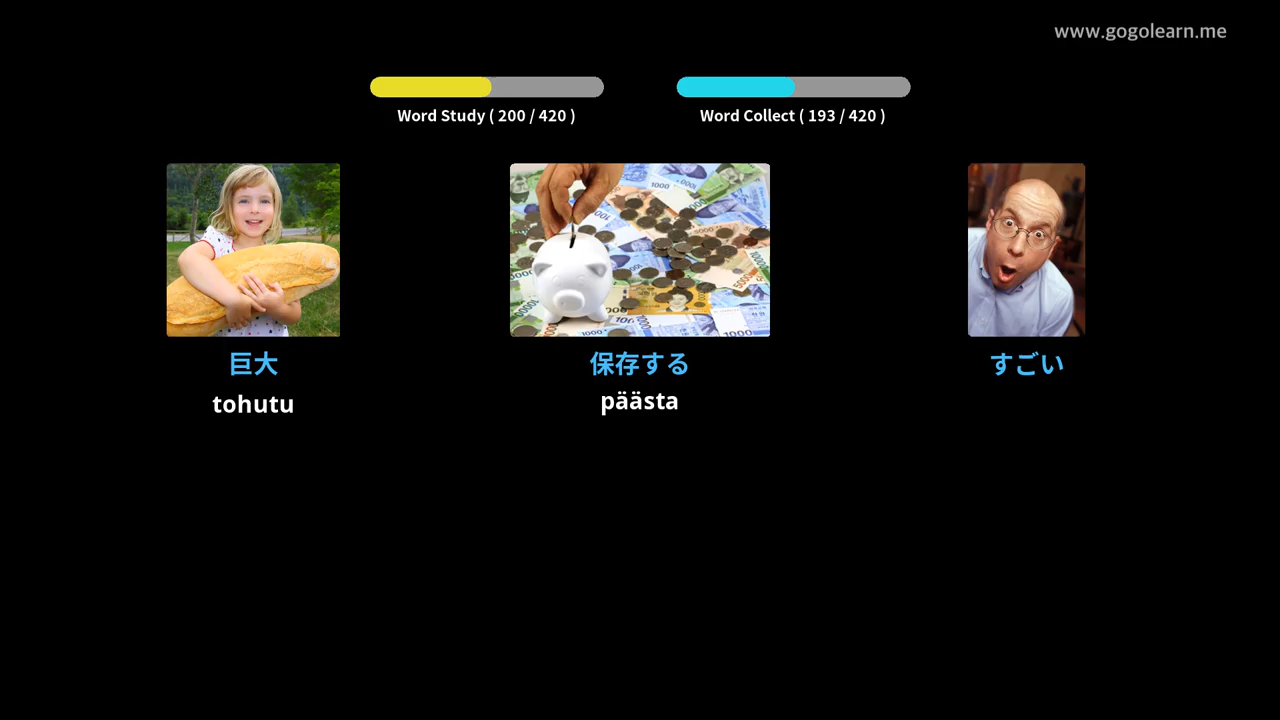 www.gogolearn.me
Word Study ( 200 / 420 )
Word Collect ( 193 / 420 )
巨大
保存する
すごい
tohutu
päästa